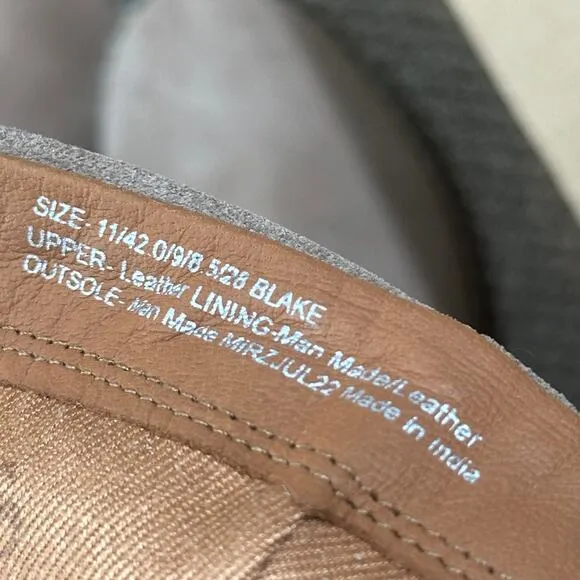 SIZE- 11/42.0/9/8.5/28 BLAKE
UPPER- Leather LINING-Man Made/Leather
OUTSOLE- Man Made MIRZJUL22 Made in India